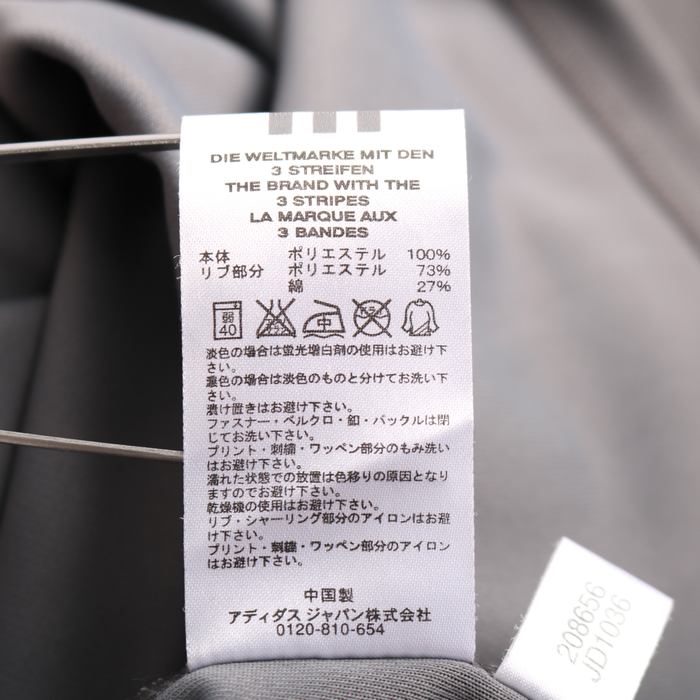 DIE WELTMARKE MIT DEN
3 STREIFEN
THE BRAND WITH THE
3 STRIPES
LA MARQUE AUX
3 BANDES
本体 ポリエステル 100%
リブ部分 ポリエステル 73%
綿 27%
弱
40
中
淡色の場合は蛍光増白剤の使用はお避け下
さい。
濃色の場合は淡色のものと分けてお洗い下
さい。
漬け置きはお避け下さい。
ファスナー・ベルクロ・釦・バックルは閉
じてお洗い下さい。
プリント・刺繍・ワッペン部分のもみ洗い
はお避け下さい。
濡れた状態での放置は色移りの原因となり
ますのでお避け下さい。
乾燥機の使用はお避け下さい。
リブ・シャーリング部分のアイロンはお避
け下さい。
プリント・刺繍・ワッペン部分のアイロン
はお避け下さい。
中国製
アディダス ジャパン株式会社
0120-810-654
208656
JD1036